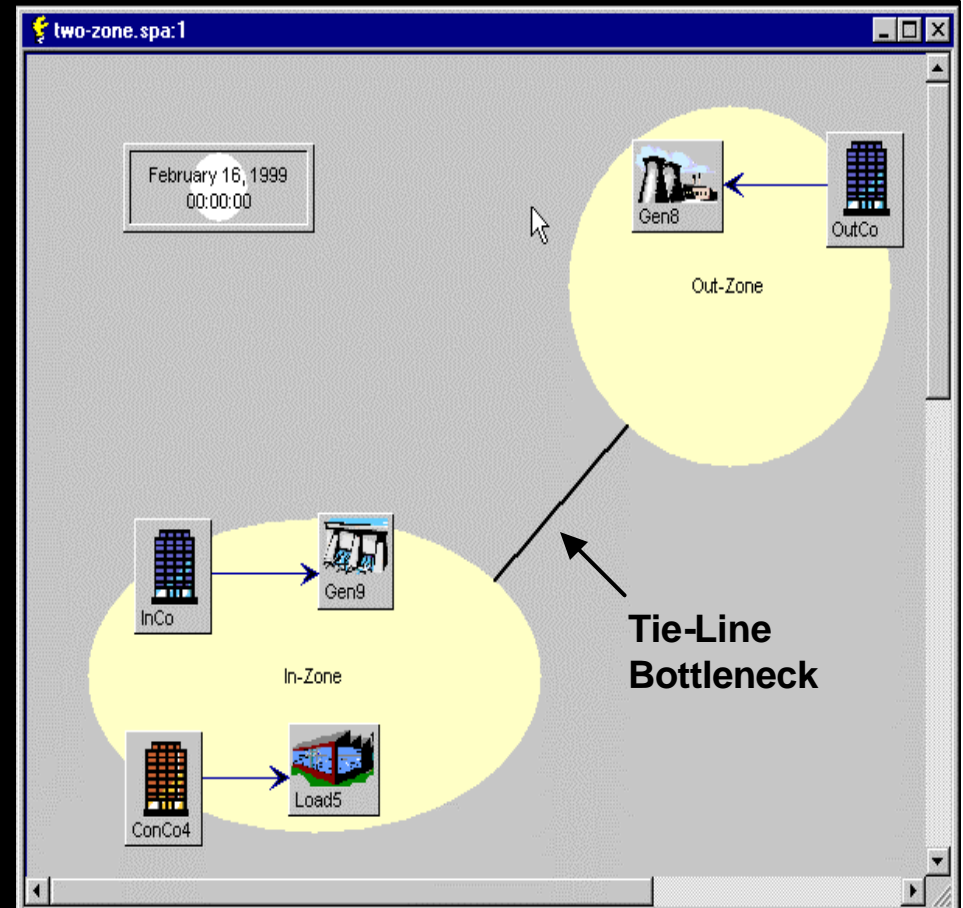 two-zone.spa:1
February 16, 1999
00:00:00
Gen8
OutCo
Out-Zone
InCo
Gen9
In-Zone
Tie-Line
Bottleneck
ConCo4
Load5